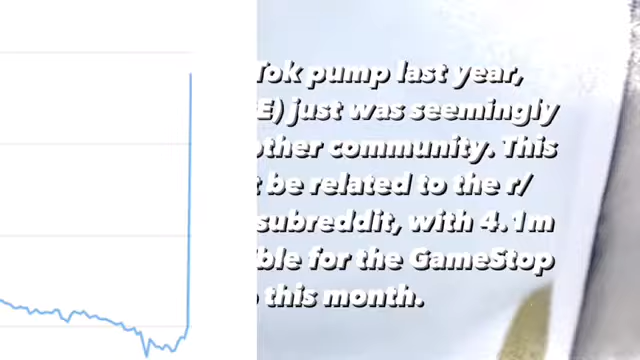 Tok pump last year,
E) just was seemingly
other community. This
be related to the r/
subreddit, with 4.1m
ble for the GameStop
this month.